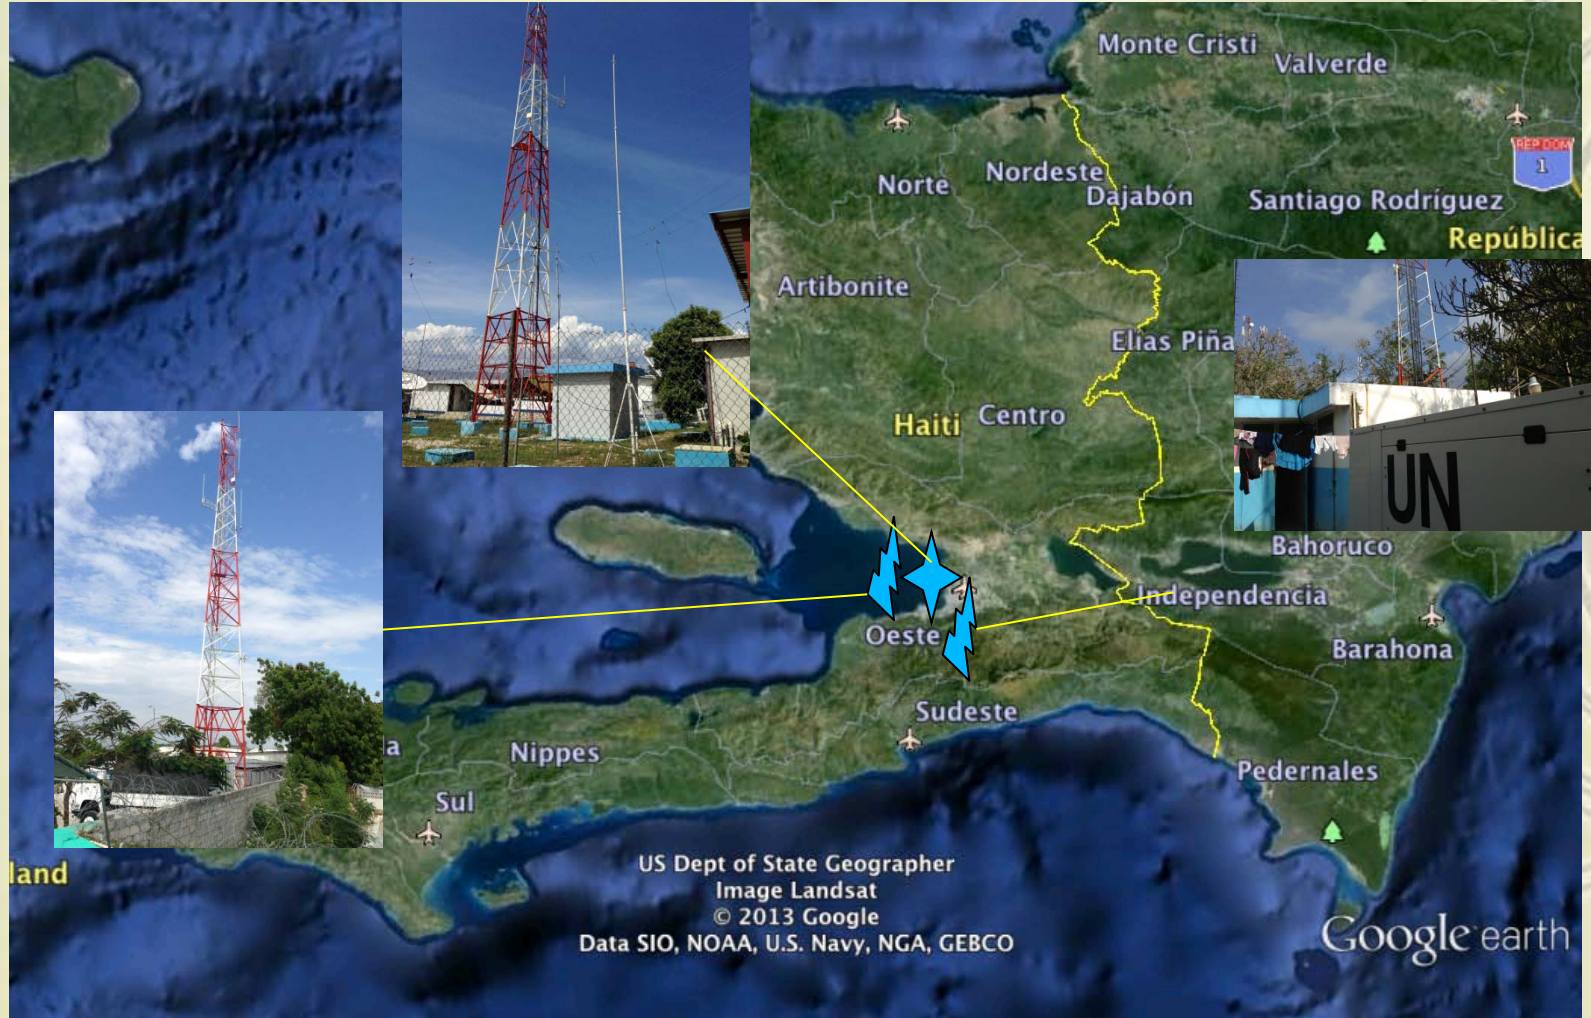 Monte Cristi
Valverde
REP.DOM
1
Nordeste
Norte
Dajabón
Santiago Rodríguez
República
Artibonite
Elías Piña
Haiti
Centro
UN
Bahoruco
Independencia
Oeste
Barahona
Sudeste
a
Nippes
Pedernales
Sul
land
US Dept of State Geographer
Image Landsat
© 2013 Google
Data SIO, NOAA, U.S. Navy, NGA, GEBCO
Google earth